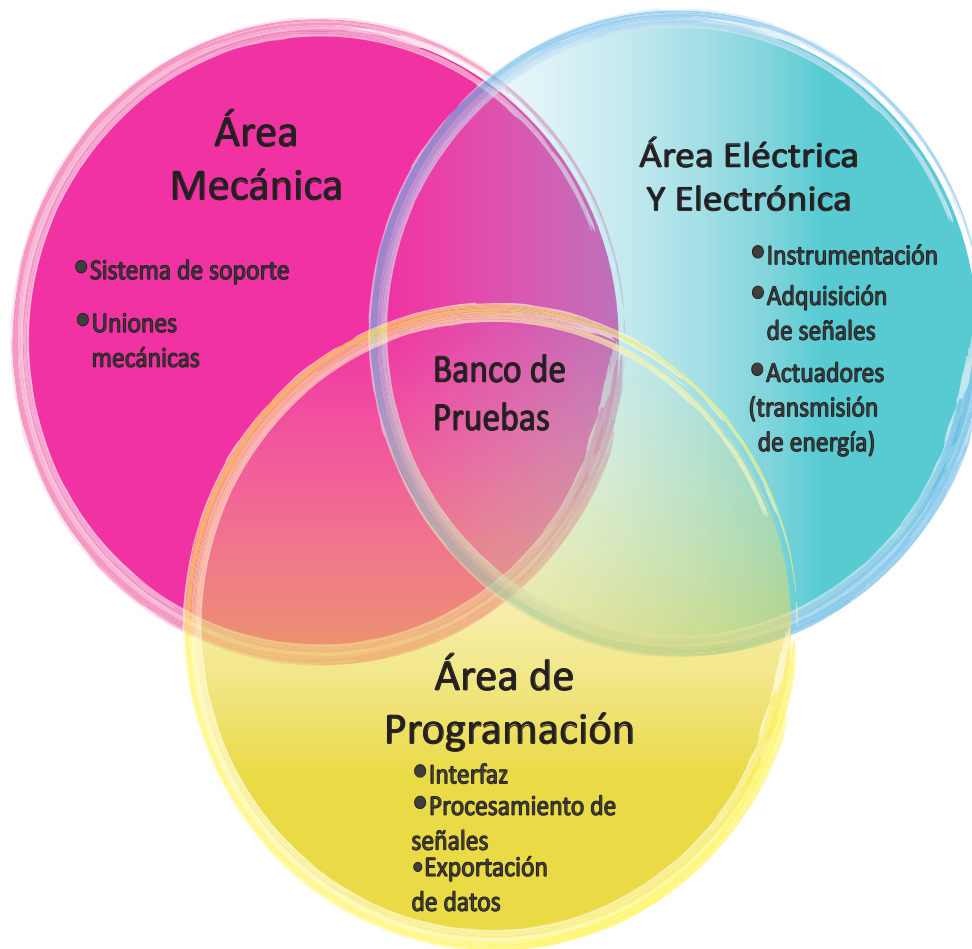 Área
Mecánica
•Sistema de soporte
•Uniones
mecánicas
Área Eléctrica
Y Electrónica
•Instrumentación
•Adquisición
de señales
•Actuadores
(transmisión
de energía)
Banco de
Pruebas
Área de
Programación
•Interfaz
•Procesamiento de
señales
•Exportación
de datos